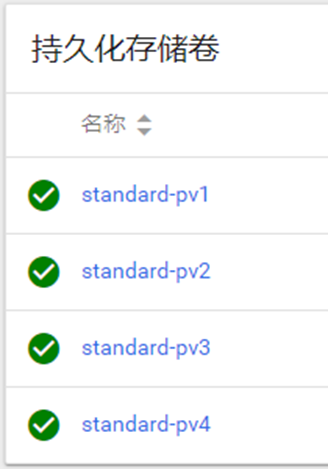 持久化存储卷
名称
standard-pv1
standard-pv2
standard-pv3
standard-pv4